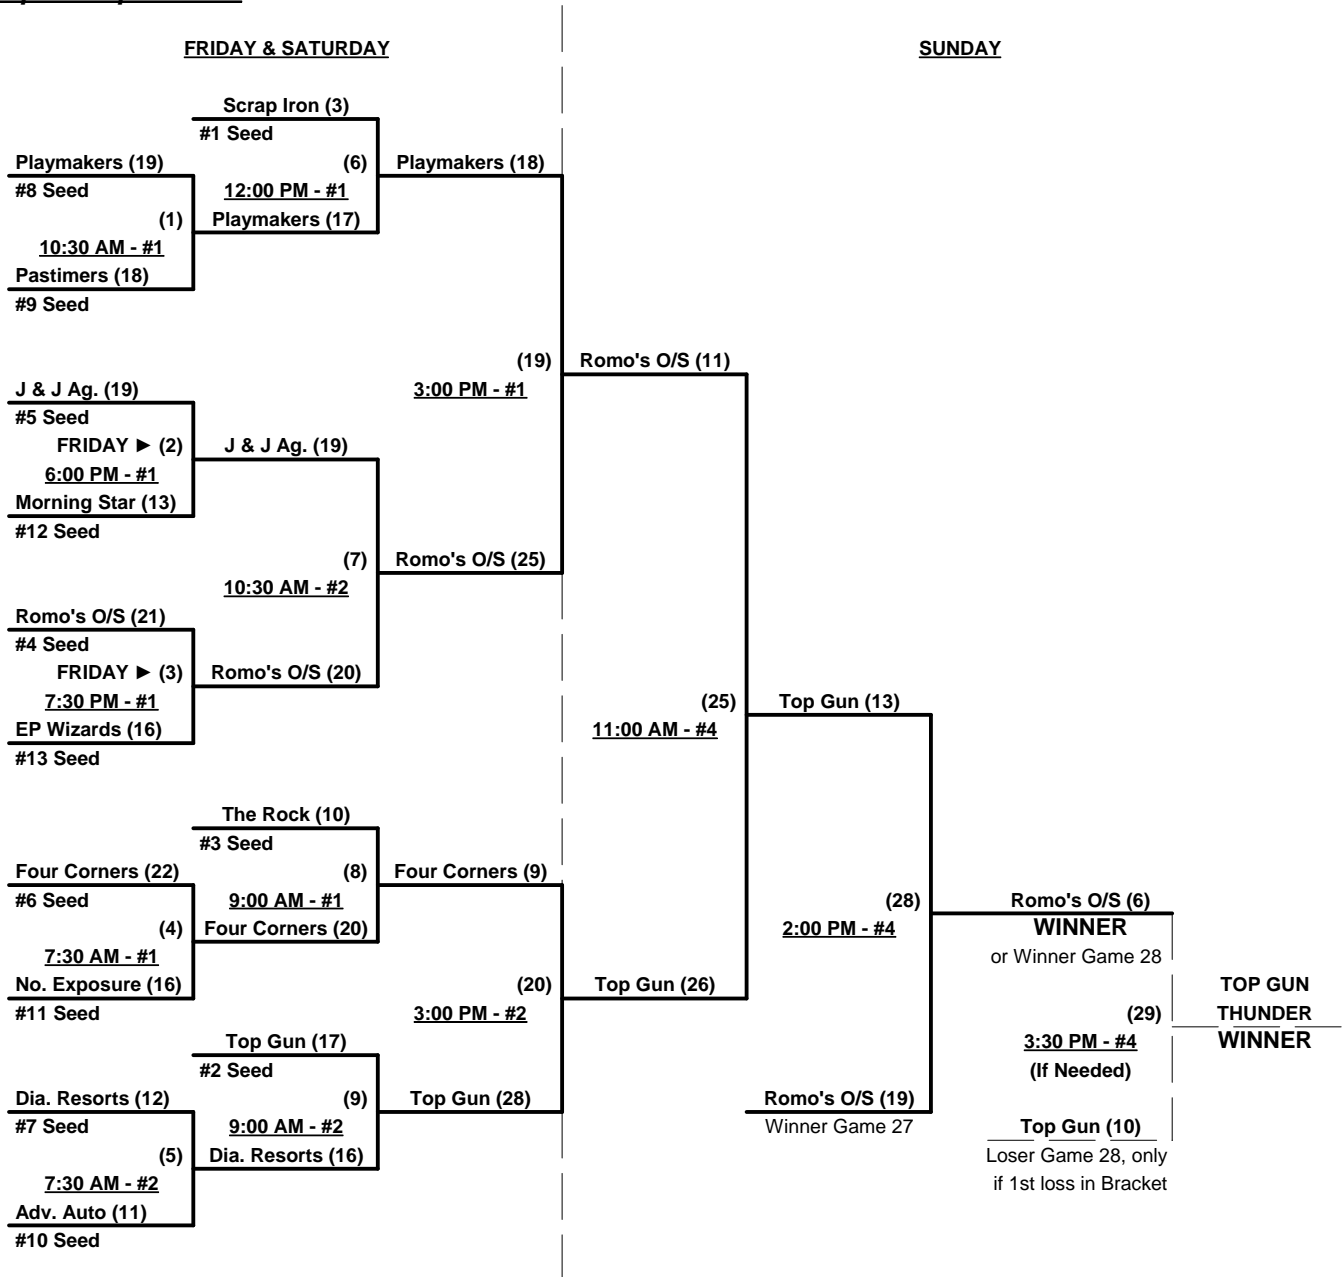 FRIDAY & SATURDAY
SUNDAY
Scrap Iron (3)
#1 Seed
Playmakers (19)
(6)
Playmakers (18)
#8 Seed
12:00 PM - #1
(1)
Playmakers (17)
10:30 AM - #1
Pastimers (18)
#9 Seed
(19)
Romo's O/S (11)
J & J Ag. (19)
3:00 PM - #1
#5 Seed
FRIDAY ► (2)
J & J Ag. (19)
6:00 PM - #1
Morning Star (13)
#12 Seed
(7)
Romo's O/S (25)
10:30 AM - #2
Romo's O/S (21)
#4 Seed
FRIDAY ► (3)
Romo's O/S (20)
7:30 PM - #1
(25)
Top Gun (13)
EP Wizards (16)
11:00 AM - #4
#13 Seed
The Rock (10)
#3 Seed
Four Corners (22)
(8)
Four Corners (9)
#6 Seed
9:00 AM - #1
(28)
Romo's O/S (6)
(4)
Four Corners (20)
2:00 PM - #4
WINNER
7:30 AM - #1
or Winner Game 28
No. Exposure (16)
(20)
Top Gun (26)
TOP GUN
#11 Seed
3:00 PM - #2
(29)
THUNDER
Top Gun (17)
3:30 PM - #4
WINNER
#2 Seed
(If Needed)
Dia. Resorts (12)
(9)
Top Gun (28)
Romo's O/S (19)
#7 Seed
9:00 AM - #2
Winner Game 27
Top Gun (10)
(5)
Dia. Resorts (16)
Loser Game 28, only
7:30 AM - #2
if 1st loss in Bracket
Adv. Auto (11)
#10 Seed